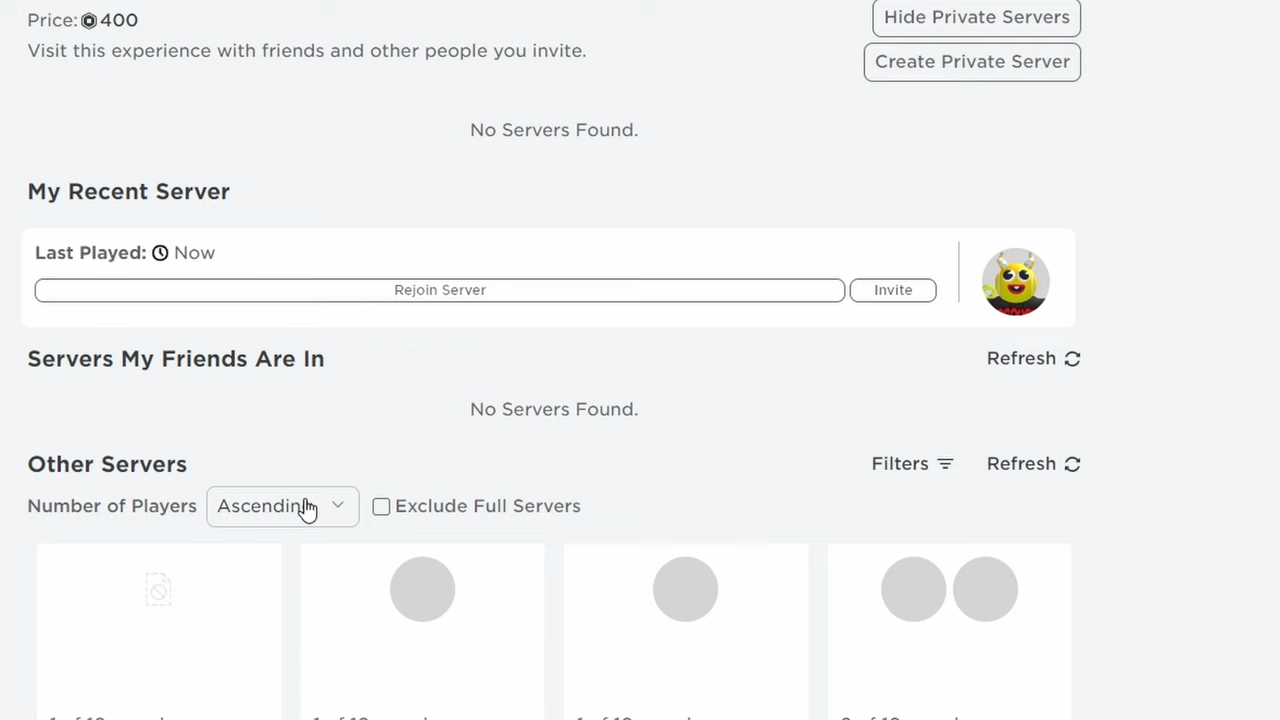 Price: 400
Hide Private Servers
Visit this experience with friends and other people you invite.
Create Private Server
No Servers Found.
My Recent Server
Last Played: Now
Rejoin Server
Invite
Servers My Friends Are In
Refresh
No Servers Found.
Other Servers
Filters
Refresh
Number of Players
Ascending
Exclude Full Servers